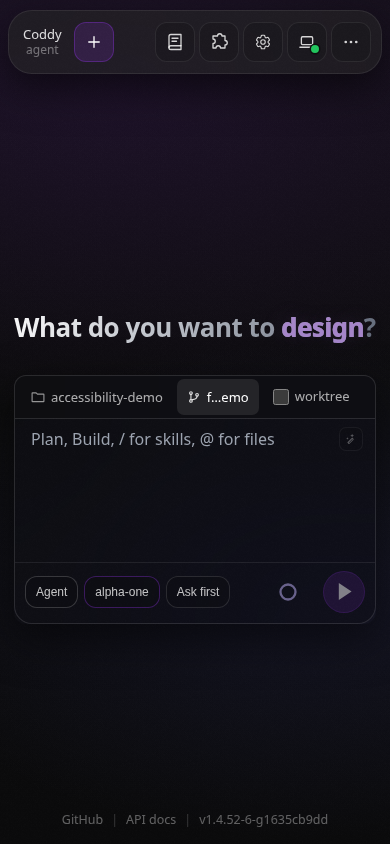 Coddy
agent
What do you want to design?
accessibility-demo
f...emo
worktree
Plan, Build, / for skills, @ for files
Agent
alpha-one
Ask first
GitHub | API docs | v1.4.52-6-g1635cb9dd